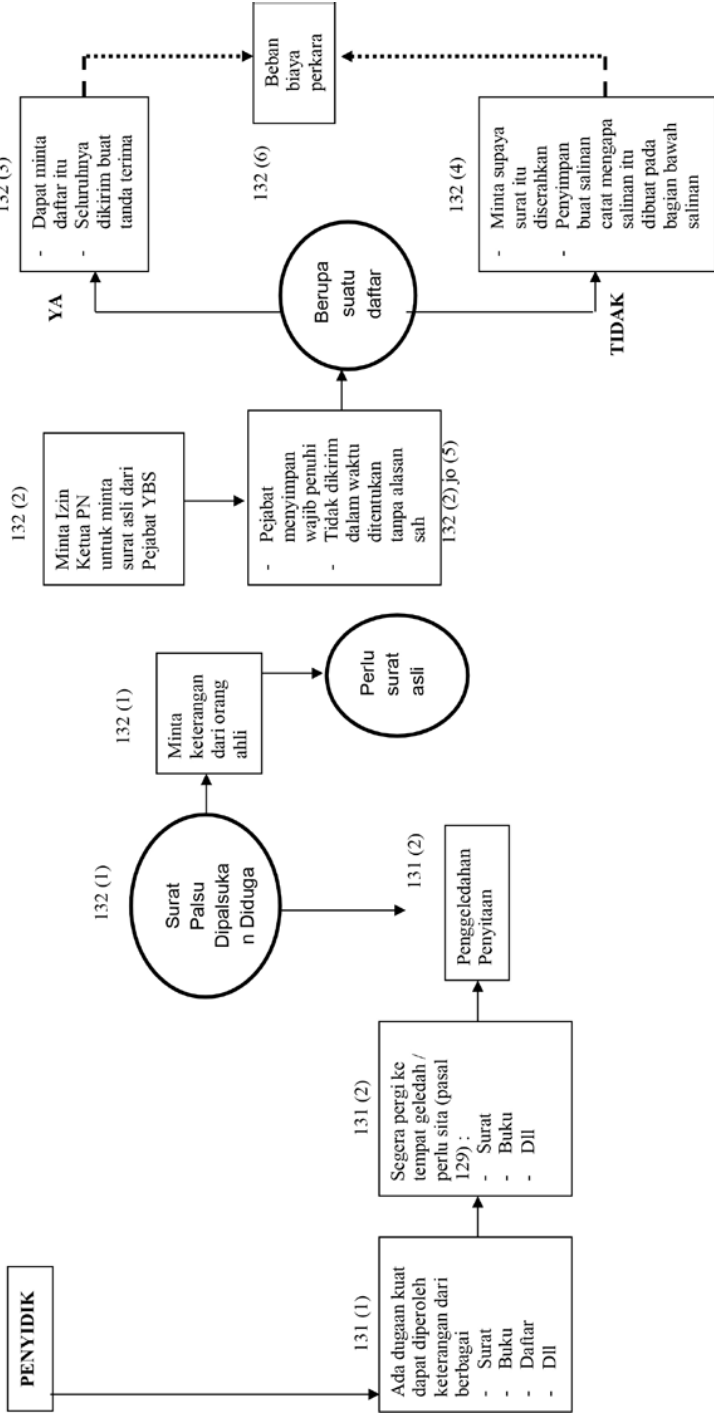 PENYIDIK
131 (1)
Ada dugaan kuat
dapat diperoleh
keterangan dari
berbagai
- Surat
- Buku
- Daftar
- Dll
131 (2)
Segera pergi ke
tempat geledah /
perlu sita (pasal
129) :
- Surat
- Buku
- Dll
131 (2)
Penggeledahan
Penyitaan
132 (1)
Surat
Palsu
Dipalsuka
n Diduga
132 (1)
Minta
keterangan
dari orang
ahli
Perlu
surat
asli
132 (2)
Minta Izin
Ketua PN
untuk minta
surat asli dari
Pejabat YBS
- Pejabat
menyimpan
wajib penuhi
- Tidak dikirim
dalam waktu
ditentukan
tanpa alasan
sah
132 (2) jo (5)
Berupa
suatu
daftar
YA
132 (3)
- Dapat minta
daftar itu
- Seluruhnya
dikirim buat
tanda terima
TIDAK
132 (4)
- Minta supaya
surat itu
diserahkan
- Penyimpan
buat salinan
catat mengapa
salinan itu
dibuat pada
bagian bawah
salinan
132 (6)
Beban
biaya
perkara